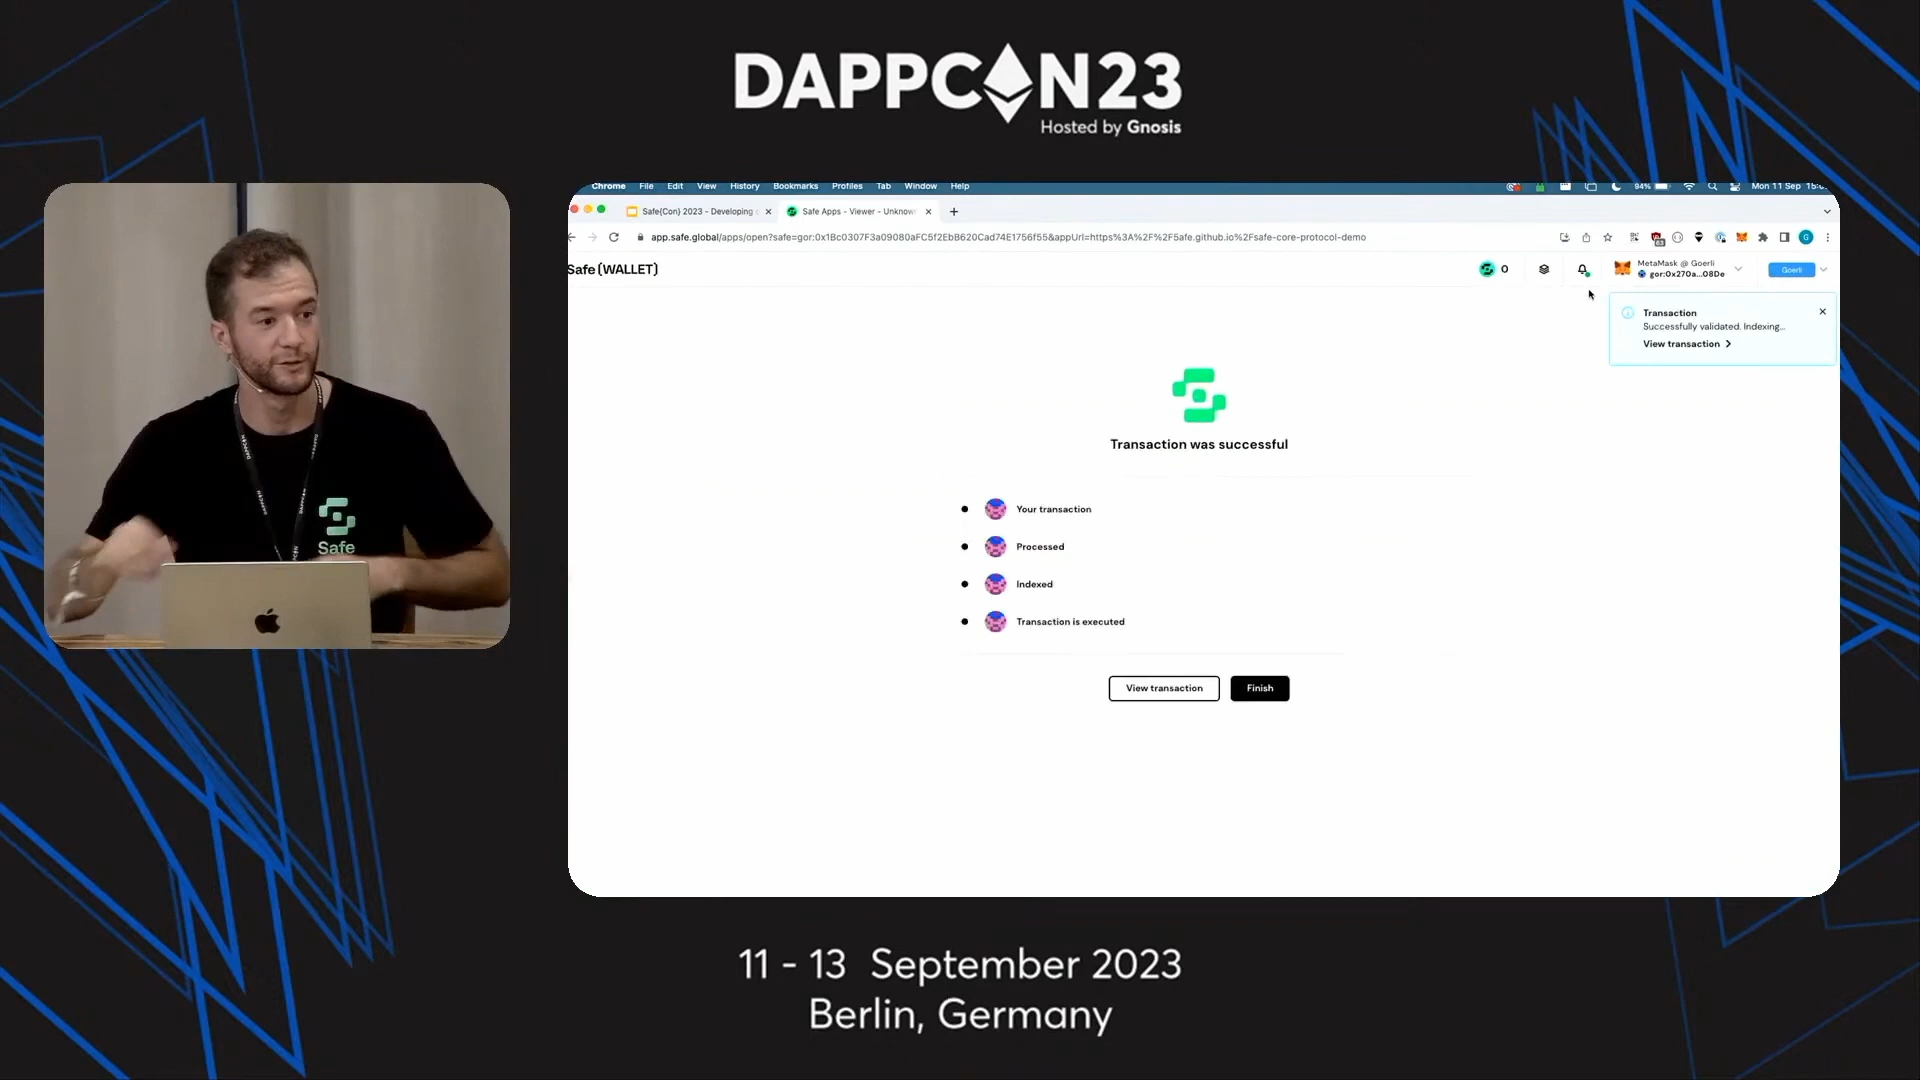 DAPPCON23
Hosted by Gnosis
Chrome File Edit View History Bookmarks Profiles Tab Window Help
94% Mon 11 Sep
Safe{Con} 2023 - Developing
Safe Apps - Viewer - Unknow
app.safe.global/apps/open?safe=gor:0x1Bc0307F3a09080aFC5f2EbB620Cad74E1756f55&appUrl=https%3A%2F%2F5afe.github.io%2Fsafe-core-protocol-demo
Safe{WALLET}
0
MetaMask @ Goerli
gor:0x270a...08De
Goerli
Transaction
Successfully validated. Indexing...
View transaction
Transaction was successful
Your transaction
Processed
Indexed
Transaction is executed
View transaction
Finish
Safe
11 - 13 September 2023
Berlin, Germany